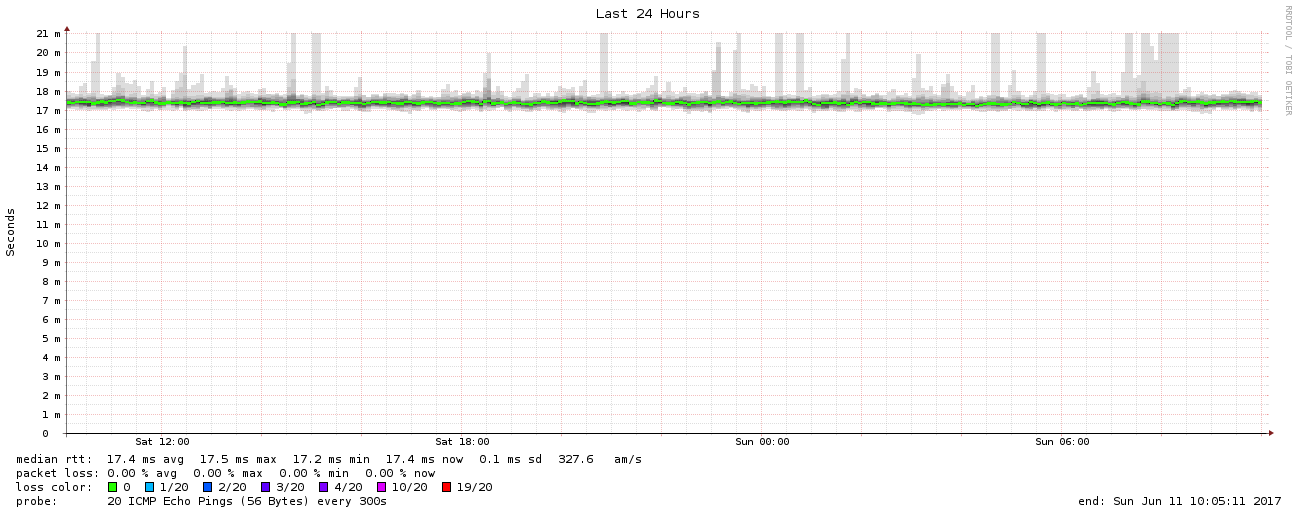 Last 24 Hours
RRDTOOL / TOBI OETIKER
Seconds
21 m
20 m
19 m
18 m
17 m
16 m
15 m
14 m
13 m
12 m
11 m
10 m
9 m
8 m
7 m
6 m
5 m
4 m
3 m
2 m
1 m
0
Sat 12:00 Sat 18:00 Sun 00:00 Sun 06:00
median rtt: 17.4 ms avg 17.5 ms max 17.2 ms min 17.4 ms now 0.1 ms sd 327.6 am/s
packet loss: 0.00 % avg 0.00 % max 0.00 % min 0.00 % now
loss color: 0 1/20 2/20 3/20 4/20 10/20 19/20
probe: 20 ICMP Echo Pings (56 Bytes) every 300s end: Sun Jun 11 10:05:11 2017